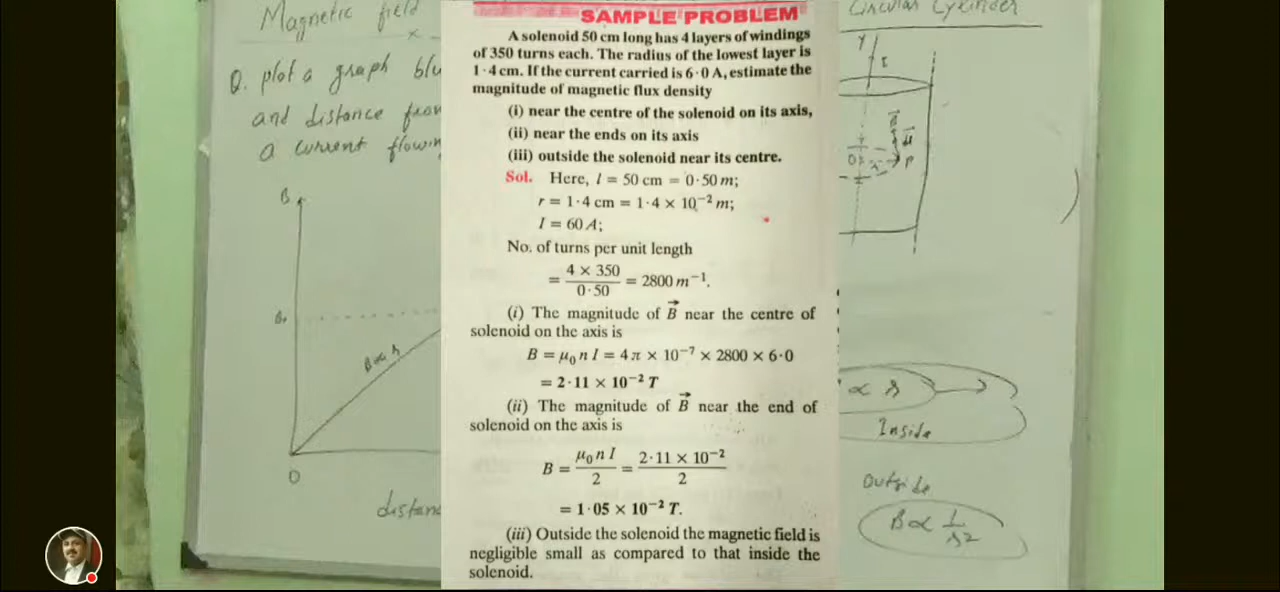 Magnetic field
Q. plot a graph blw
and distance from
a current flowin
B
B₀
B ∝ r
O
distanc
SAMPLE PROBLEM
A solenoid 50 cm long has 4 layers of windings
of 350 turns each. The radius of the lowest layer is
1·4 cm. If the current carried is 6·0 A, estimate the
magnitude of magnetic flux density
(i) near the centre of the solenoid on its axis,
(ii) near the ends on its axis
(iii) outside the solenoid near its centre.
Sol. Here, l = 50 cm = 0·50 m;
r = 1·4 cm = 1·4 × 10⁻² m;
I = 60 A;
No. of turns per unit length
= 4 × 350 / 0·50 = 2800 m⁻¹.
(i) The magnitude of B⃗ near the centre of
solenoid on the axis is
B = μ₀ n I = 4π × 10⁻⁷ × 2800 × 6·0
= 2·11 × 10⁻² T
(ii) The magnitude of B⃗ near the end of
solenoid on the axis is
B = μ₀ n I / 2 = 2·11 × 10⁻² / 2
= 1·05 × 10⁻² T.
(iii) Outside the solenoid the magnetic field is
negligible small as compared to that inside the
solenoid.
Circular Cylinder
Y
I
B⃗
dl⃗
O
r
P
∝ r
Inside
Outside
B ∝ 1/r²